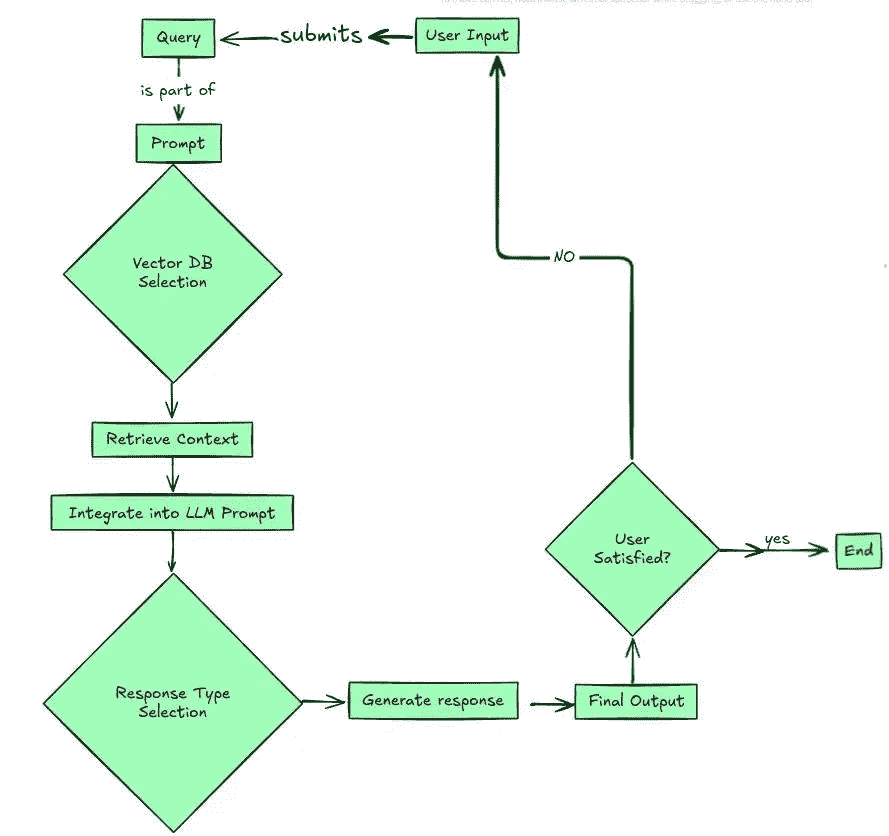 Query
submits
User Input
is part of
Prompt
Vector DB
Selection
NO
Retrieve Context
Integrate into LLM Prompt
User
Satisfied?
yes
End
Response Type
Selection
Generate response
Final Output